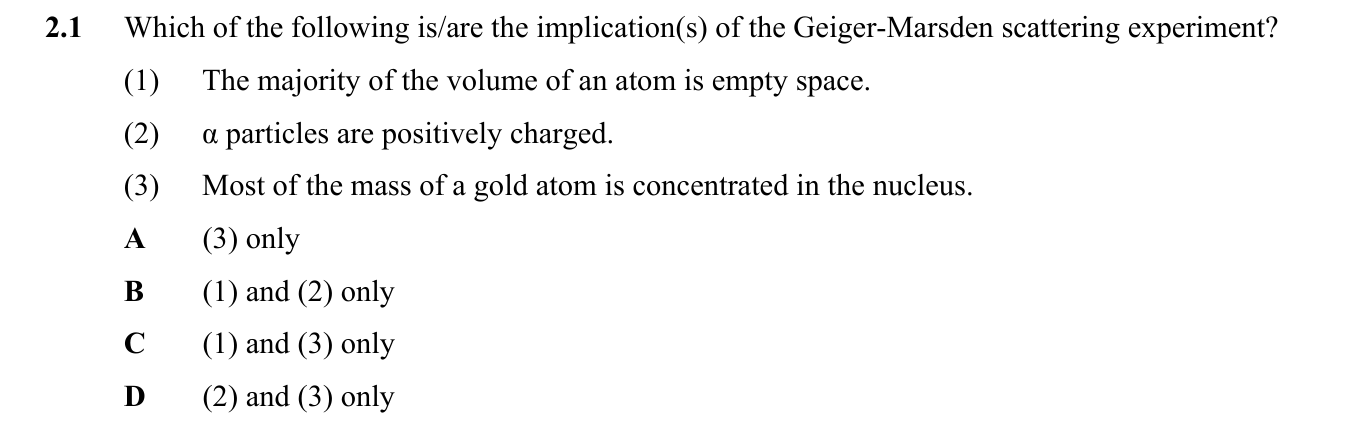 2.1 Which of the following is/are the implication(s) of the Geiger-Marsden scattering experiment?
(1) The majority of the volume of an atom is empty space.
(2) α particles are positively charged.
(3) Most of the mass of a gold atom is concentrated in the nucleus.
A (3) only
B (1) and (2) only
C (1) and (3) only
D (2) and (3) only